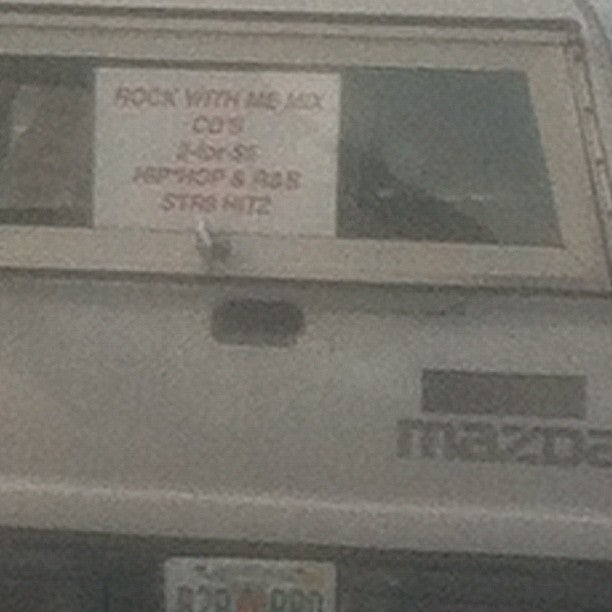 ROCK WITH ME MIX
CD'S
2 for $5
HIP*HOP & R&B
STR8 HITZ
mazda